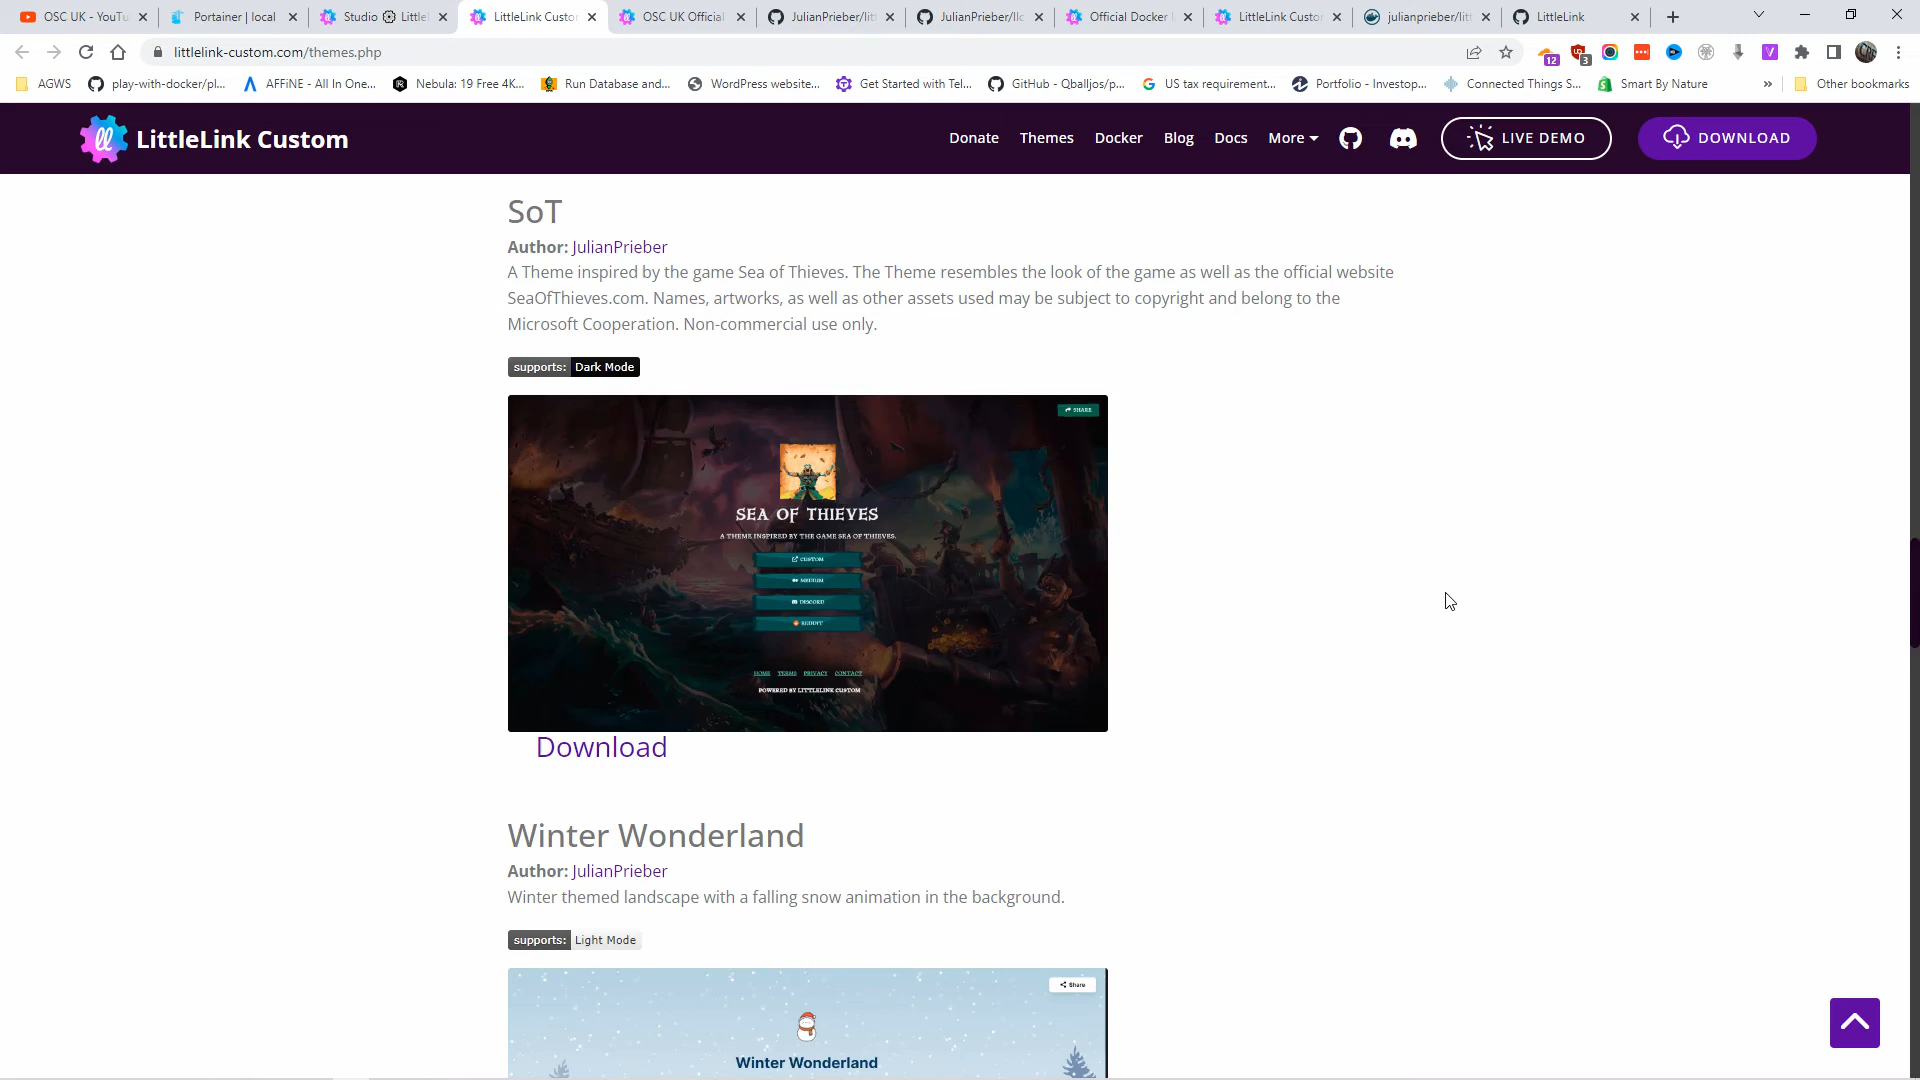 OSC UK - YouTu
Portainer | local
Studio ⚙ Little
LittleLink Custo
OSC UK Official
JulianPrieber/litt
JulianPrieber/llc
Official Docker
LittleLink Custo
julianprieber/litt
LittleLink
littlelink-custom.com/themes.php
12
3
AGWS
play-with-docker/pl...
AFFiNE - All In One...
Nebula: 19 Free 4K...
Run Database and...
WordPress website...
Get Started with Tel...
GitHub - Qballjos/p...
US tax requirement...
Portfolio - Investop...
Connected Things S...
Smart By Nature
»
Other bookmarks
LittleLink Custom
Donate
Themes
Docker
Blog
Docs
More
LIVE DEMO
DOWNLOAD
SoT
Author: JulianPrieber
A Theme inspired by the game Sea of Thieves. The Theme resembles the look of the game as well as the official website
SeaOfThieves.com. Names, artworks, as well as other assets used may be subject to copyright and belong to the
Microsoft Cooperation. Non-commercial use only.
supports: Dark Mode
SHARE
SEA OF THIEVES
A THEME INSPIRED BY THE GAME SEA OF THIEVES.
CUSTOM
MEDIUM
DISCORD
REDDIT
HOME TERMS PRIVACY CONTACT
POWERED BY LITTLELINK CUSTOM
Download
Winter Wonderland
Author: JulianPrieber
Winter themed landscape with a falling snow animation in the background.
supports: Light Mode
Share
Winter Wonderland